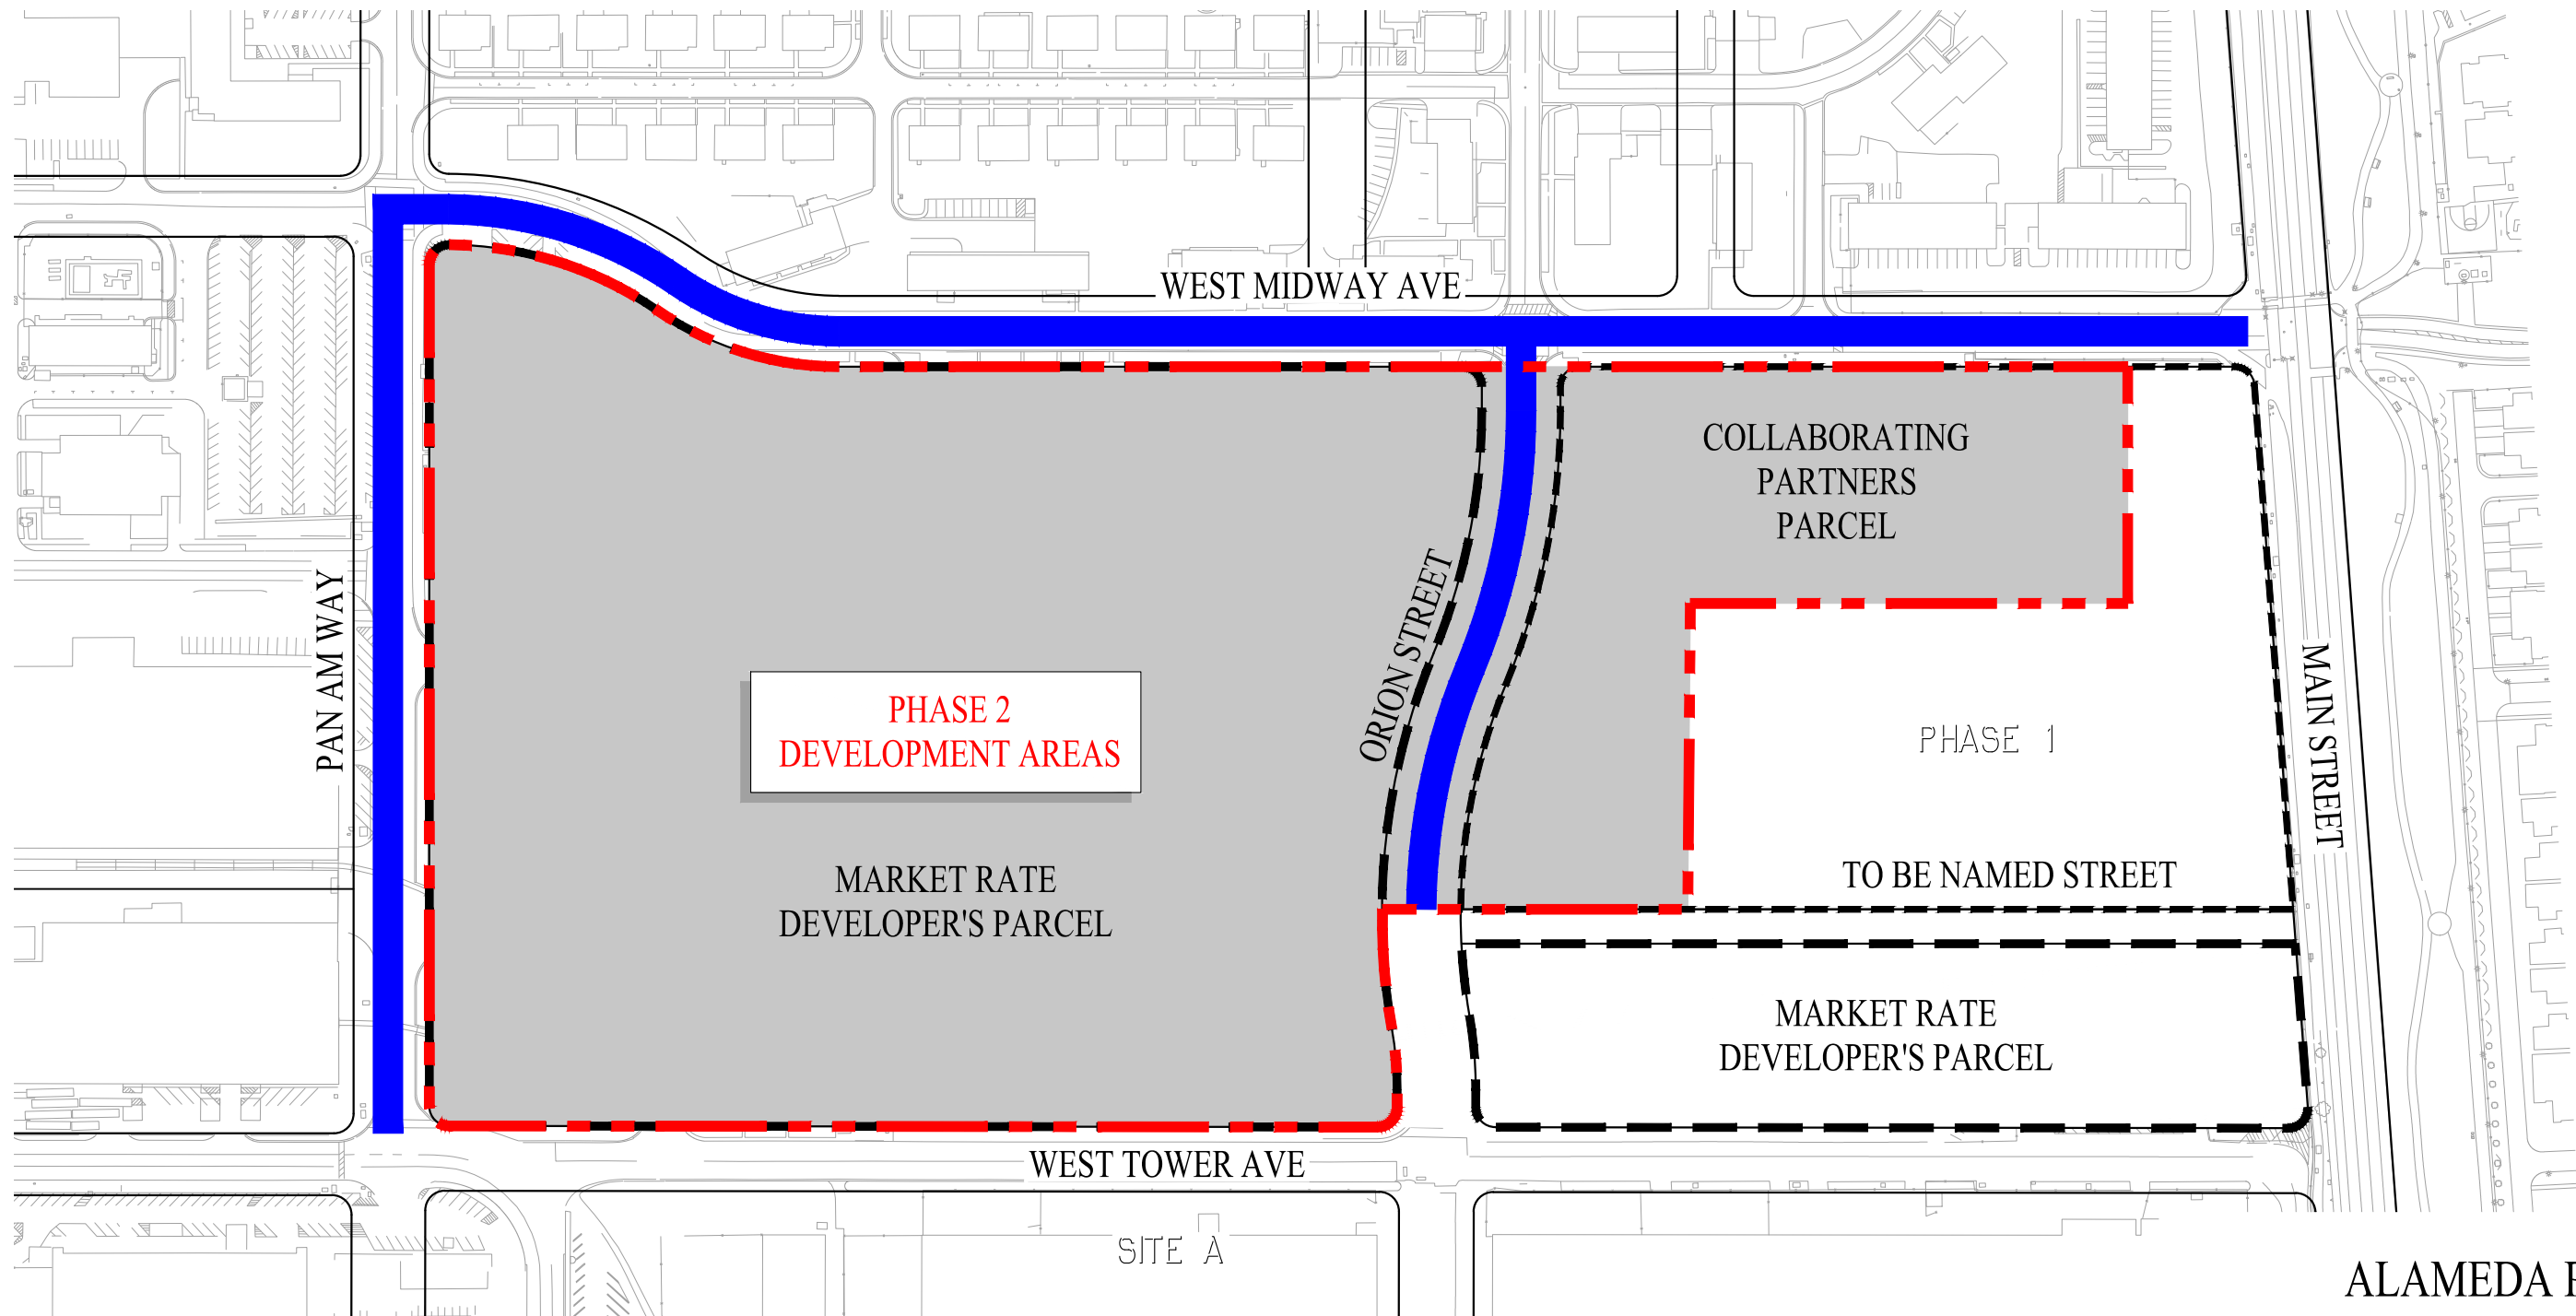 WEST MIDWAY AVE
COLLABORATING
PARTNERS
PARCEL
PAN AM WAY
ORION STREET
MAIN STREET
PHASE 2
DEVELOPMENT AREAS
PHASE 1
MARKET RATE
DEVELOPER'S PARCEL
TO BE NAMED STREET
MARKET RATE
DEVELOPER'S PARCEL
WEST TOWER AVE
SITE A
ALAMEDA